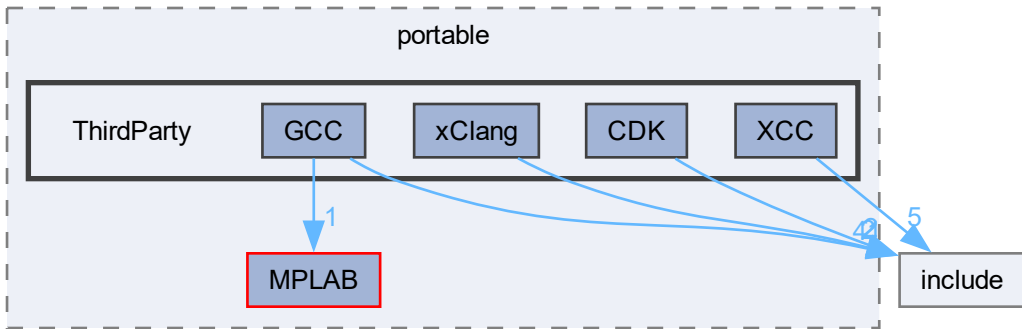 portable
ThirdParty
GCC
xClang
CDK
XCC
1
5
MPLAB
include